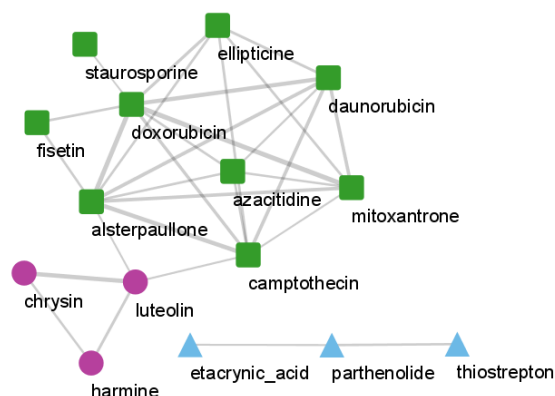 ellipticine
staurosporine
daunorubicin
doxorubicin
fisetin
azacitidine
mitoxantrone
alsterpaullone
camptothecin
chrysin
luteolin
etacrynic_acid
parthenolide
thiostrepton
harmine